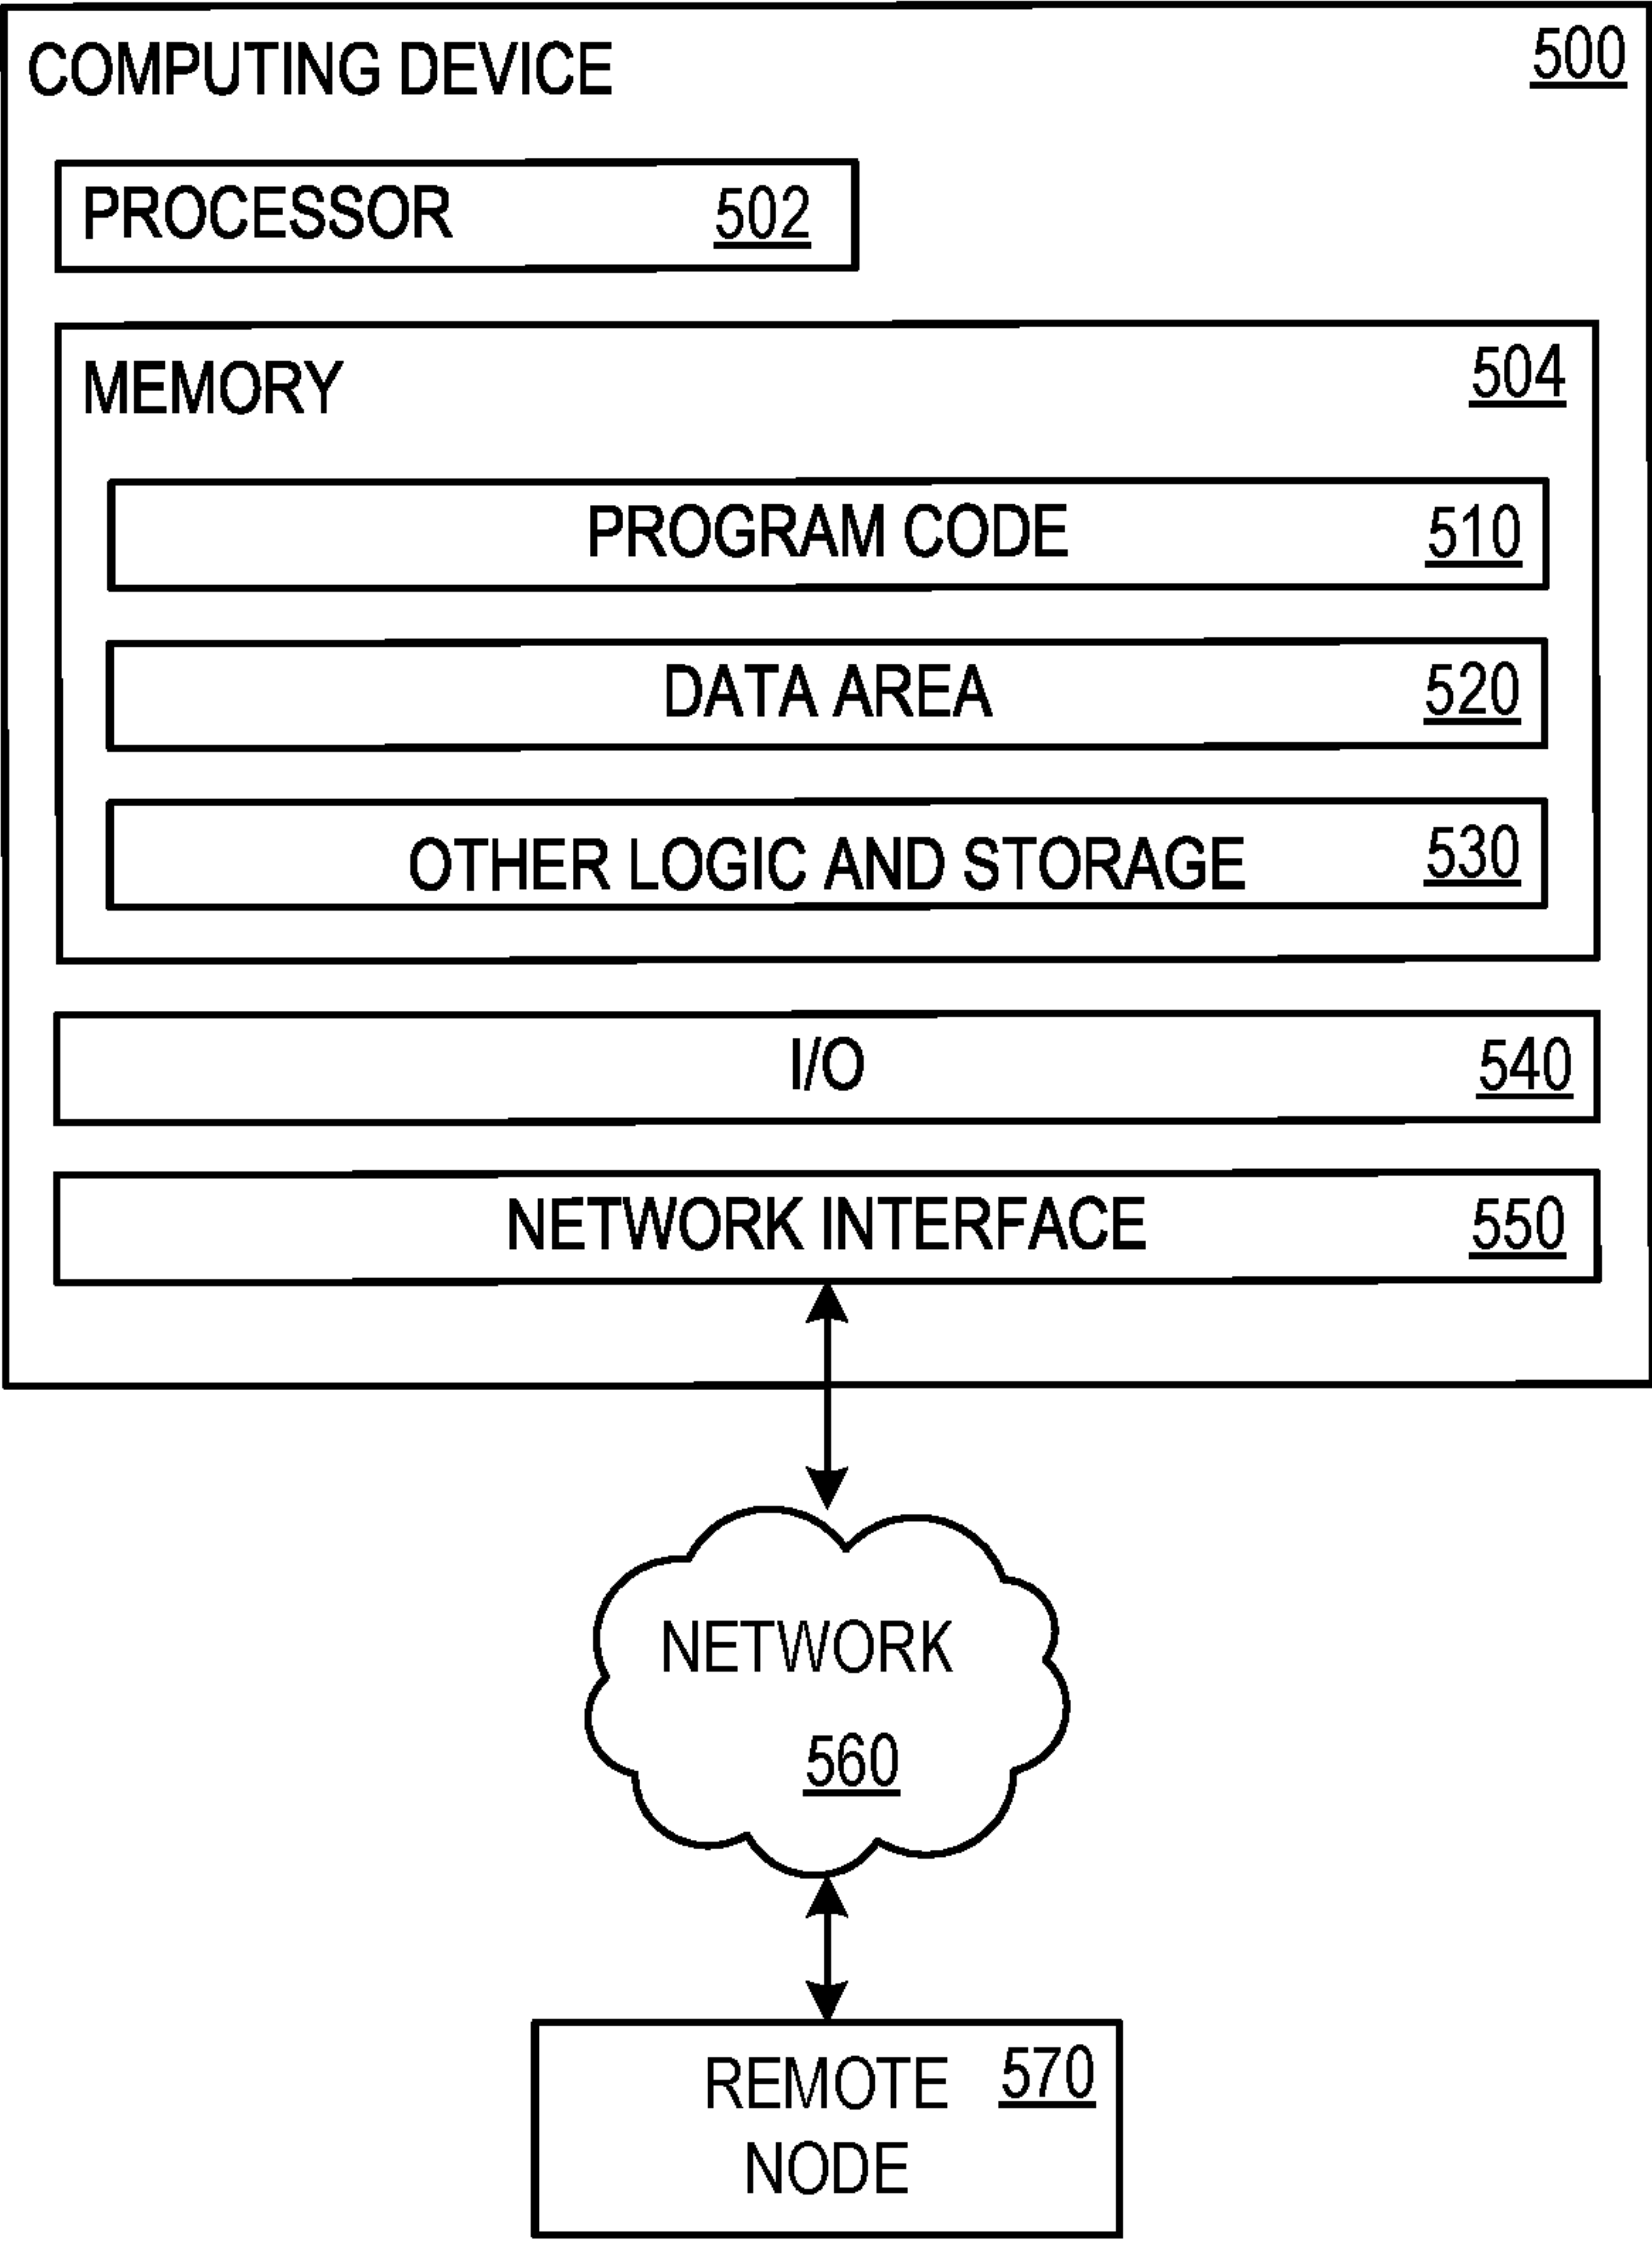 COMPUTING DEVICE 500
PROCESSOR 502
MEMORY 504
PROGRAM CODE 510
DATA AREA 520
OTHER LOGIC AND STORAGE 530
I/O 540
NETWORK INTERFACE 550
NETWORK
560
REMOTE 570
NODE